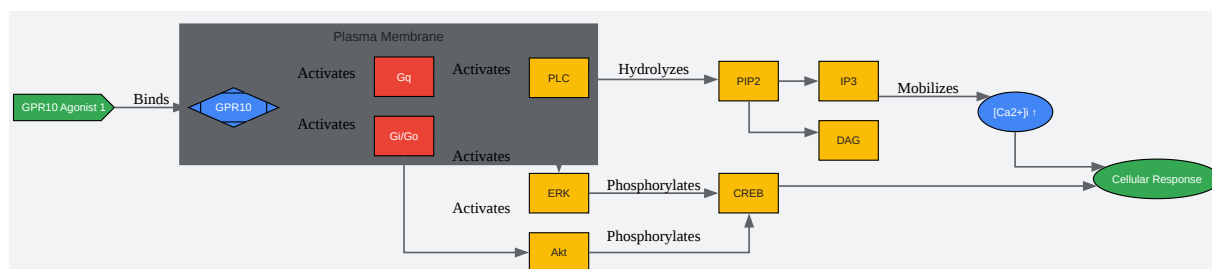 Plasma Membrane
GPR10 Agonist 1
Binds
GPR10
Activates
Gq
Activates
PLC
Hydrolyzes
PIP2
IP3
Mobilizes
[Ca2+]i ↑
Activates
Gi/Go
DAG
Activates
ERK
Phosphorylates
CREB
Cellular Response
Activates
Akt
Phosphorylates